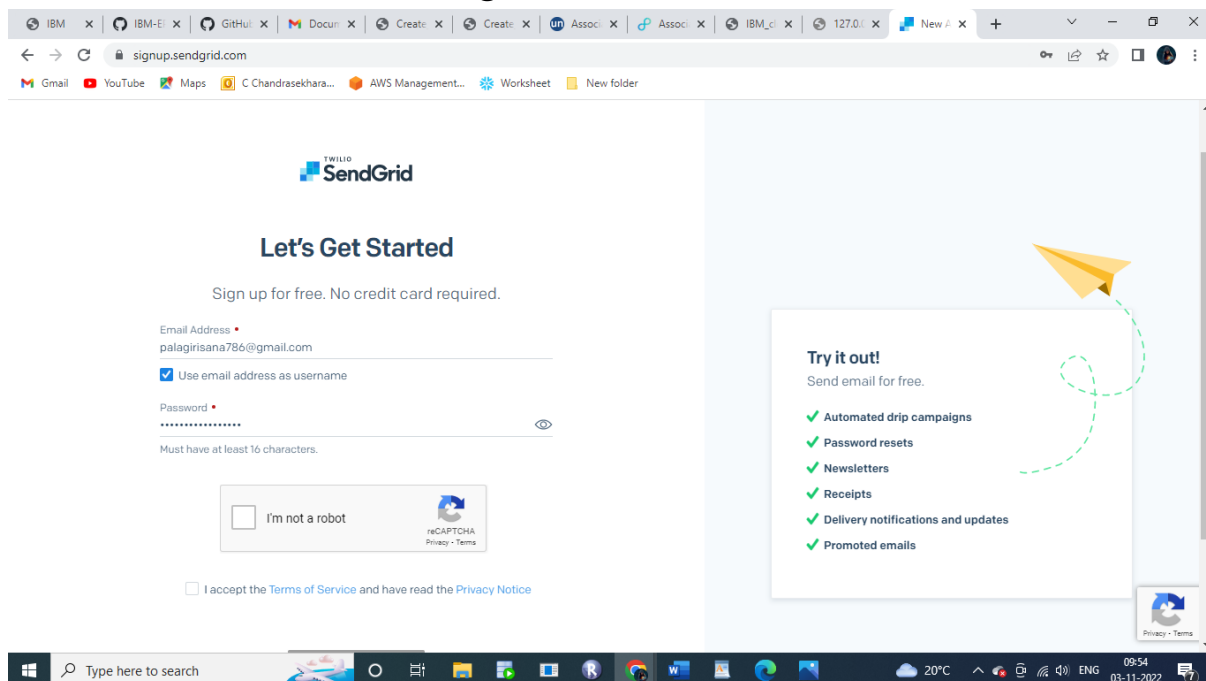 IBM
IBM-E
GitHu
Docun
Create
Create
un
Associ
Associ
IBM_cl
127.0.
New A
signup.sendgrid.com
Gmail YouTube Maps C Chandrasekhara... AWS Management... Worksheet New folder
TWILIO
SendGrid
Let's Get Started
Sign up for free. No credit card required.
Email Address •
palagirisana786@gmail.com
Use email address as username
Password •
•••••••••••••••••
Must have at least 16 characters.
I'm not a robot
reCAPTCHA
Privacy - Terms
I accept the Terms of Service and have read the Privacy Notice
Try it out!
Send email for free.
Automated drip campaigns
Password resets
Newsletters
Receipts
Delivery notifications and updates
Promoted emails
Privacy - Terms
Type here to search
20°C
ENG
09:54
03-11-2022
7